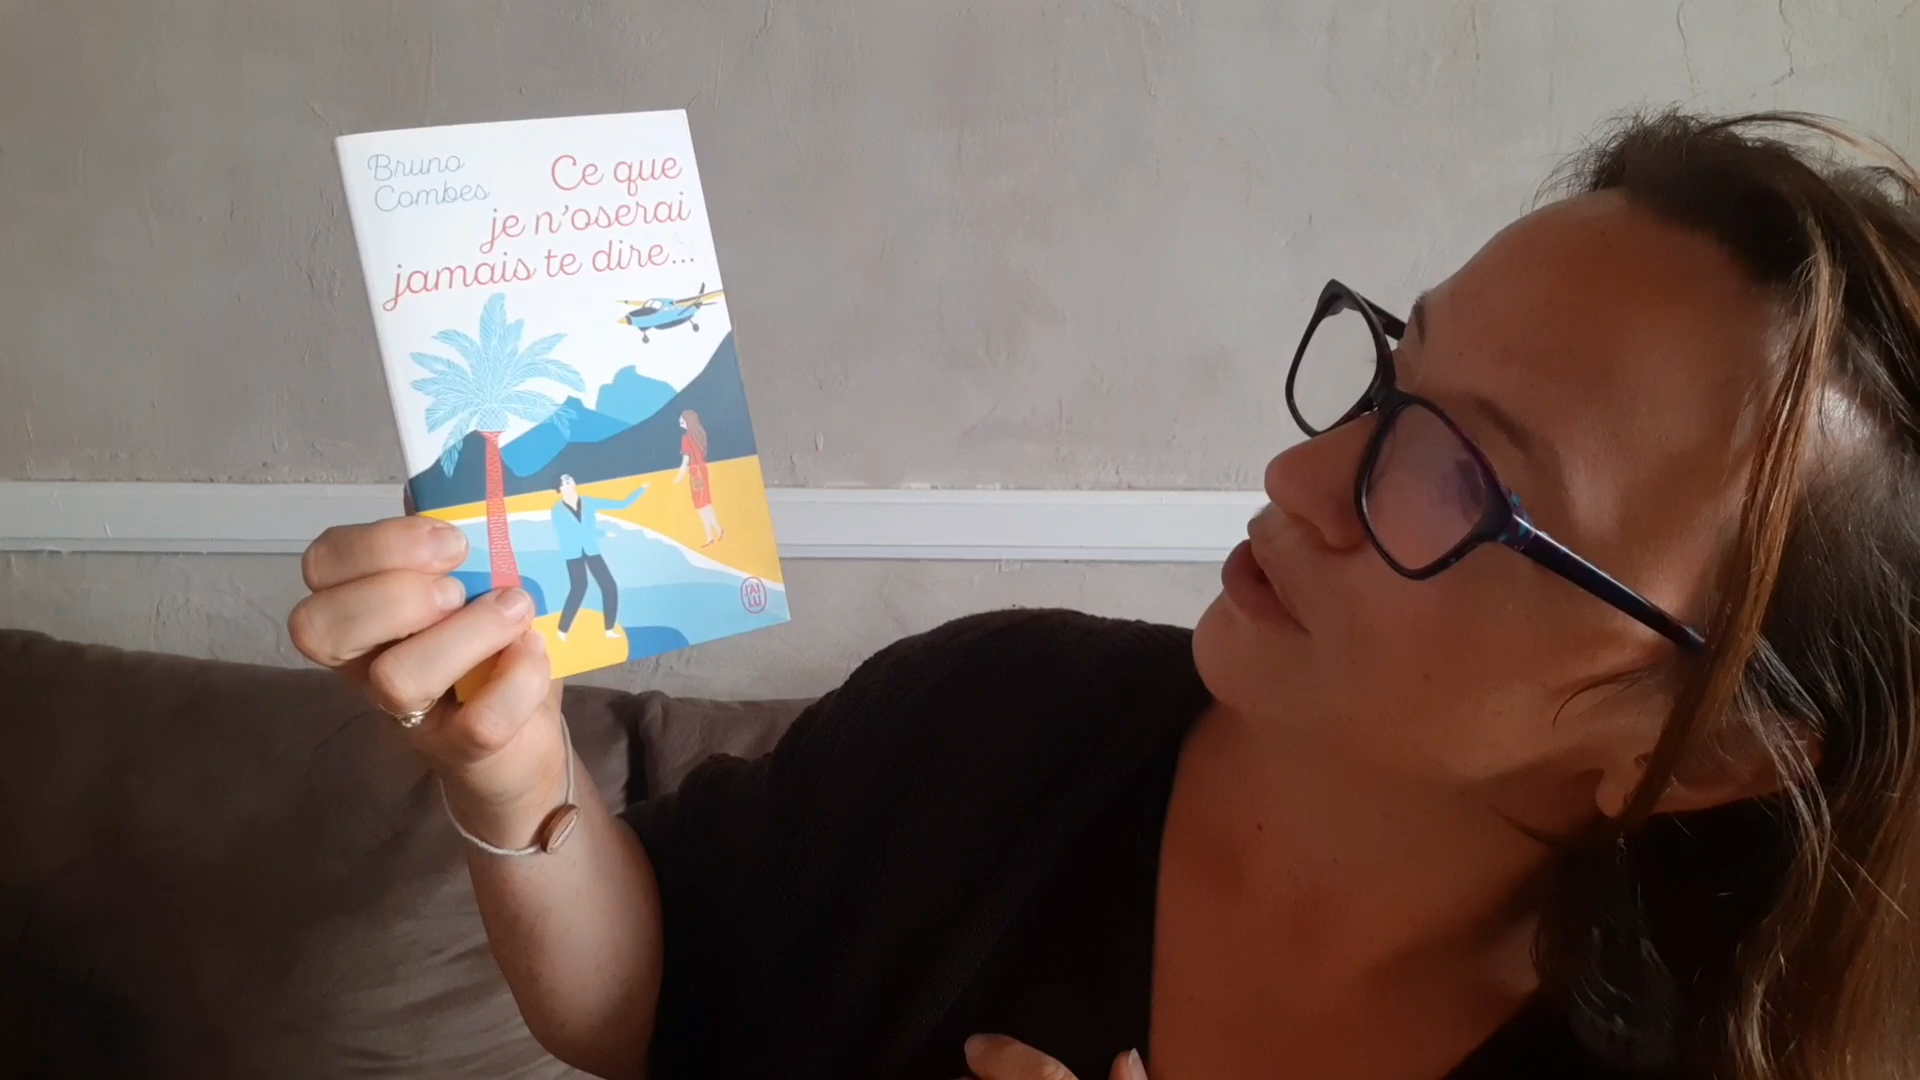 Bruno
Combes
Ce que
je n'oserai
jamais te dire...
J'AI
LU